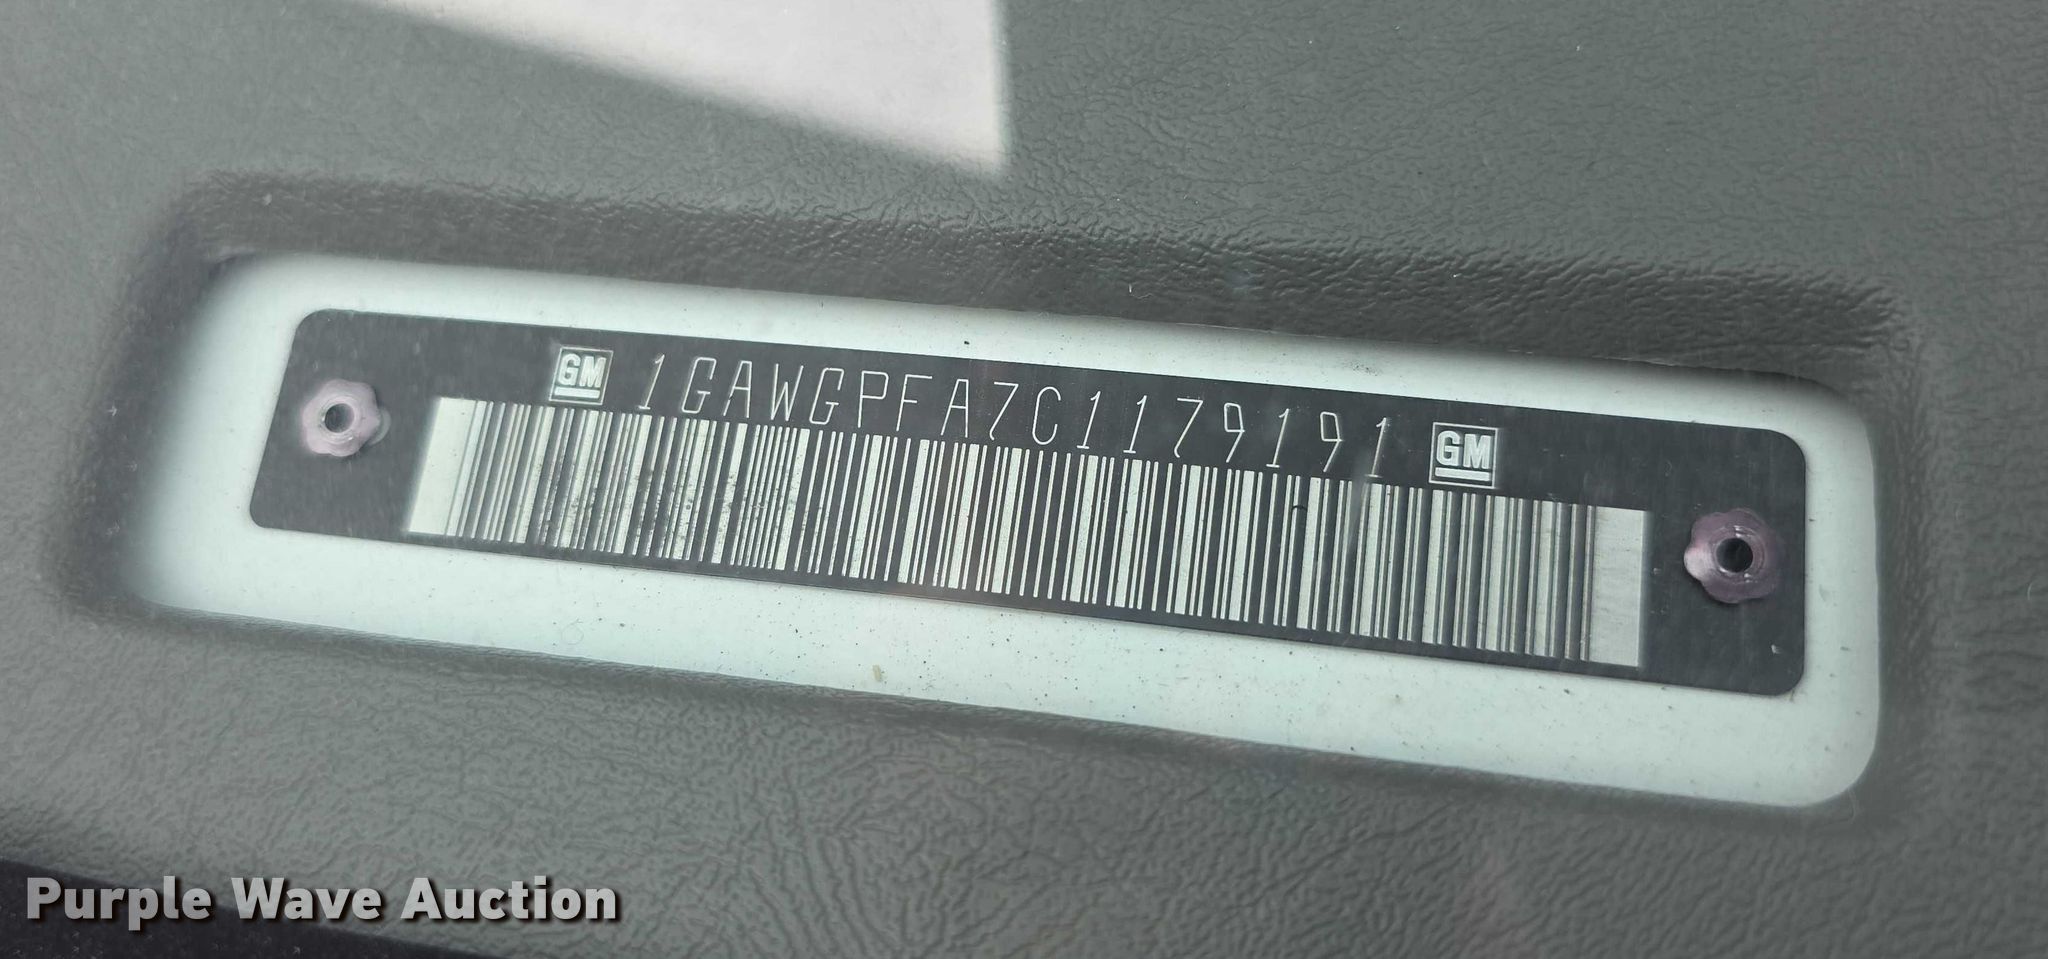 GM 1GAWGPFA7C1179191 GM
Purple Wave Auction